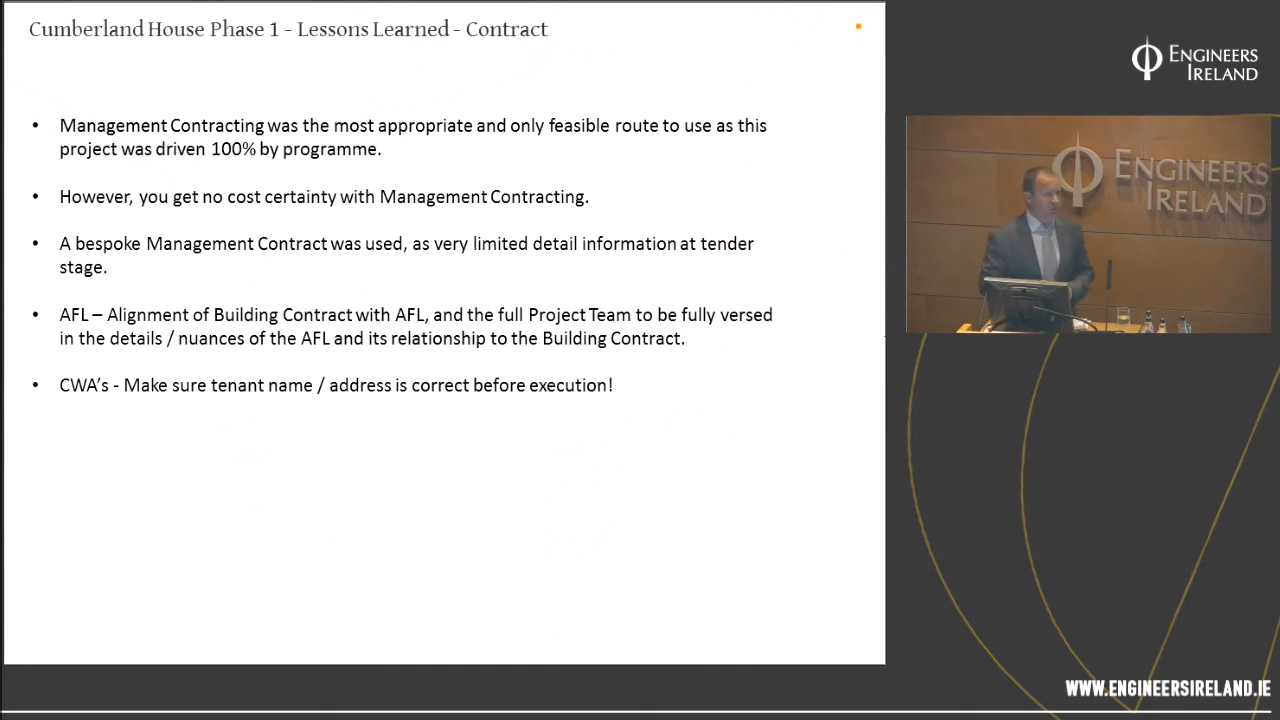 Cumberland House Phase 1 - Lessons Learned - Contract
• Management Contracting was the most appropriate and only feasible route to use as this
project was driven 100% by programme.
• However, you get no cost certainty with Management Contracting.
• A bespoke Management Contract was used, as very limited detail information at tender
stage.
• AFL – Alignment of Building Contract with AFL, and the full Project Team to be fully versed
in the details / nuances of the AFL and its relationship to the Building Contract.
• CWA’s - Make sure tenant name / address is correct before execution!
ENGINEERS
IRELAND
ENGINEERS
IRELAND
WWW.ENGINEERSIRELAND.IE